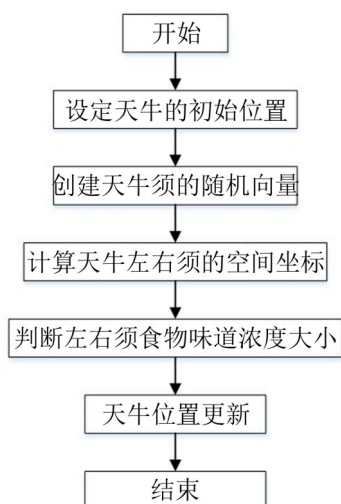 开始
设定天牛的初始位置
创建天牛须的随机向量
计算天牛左右须的空间坐标
判断左右须食物味道浓度大小
天牛位置更新
结束